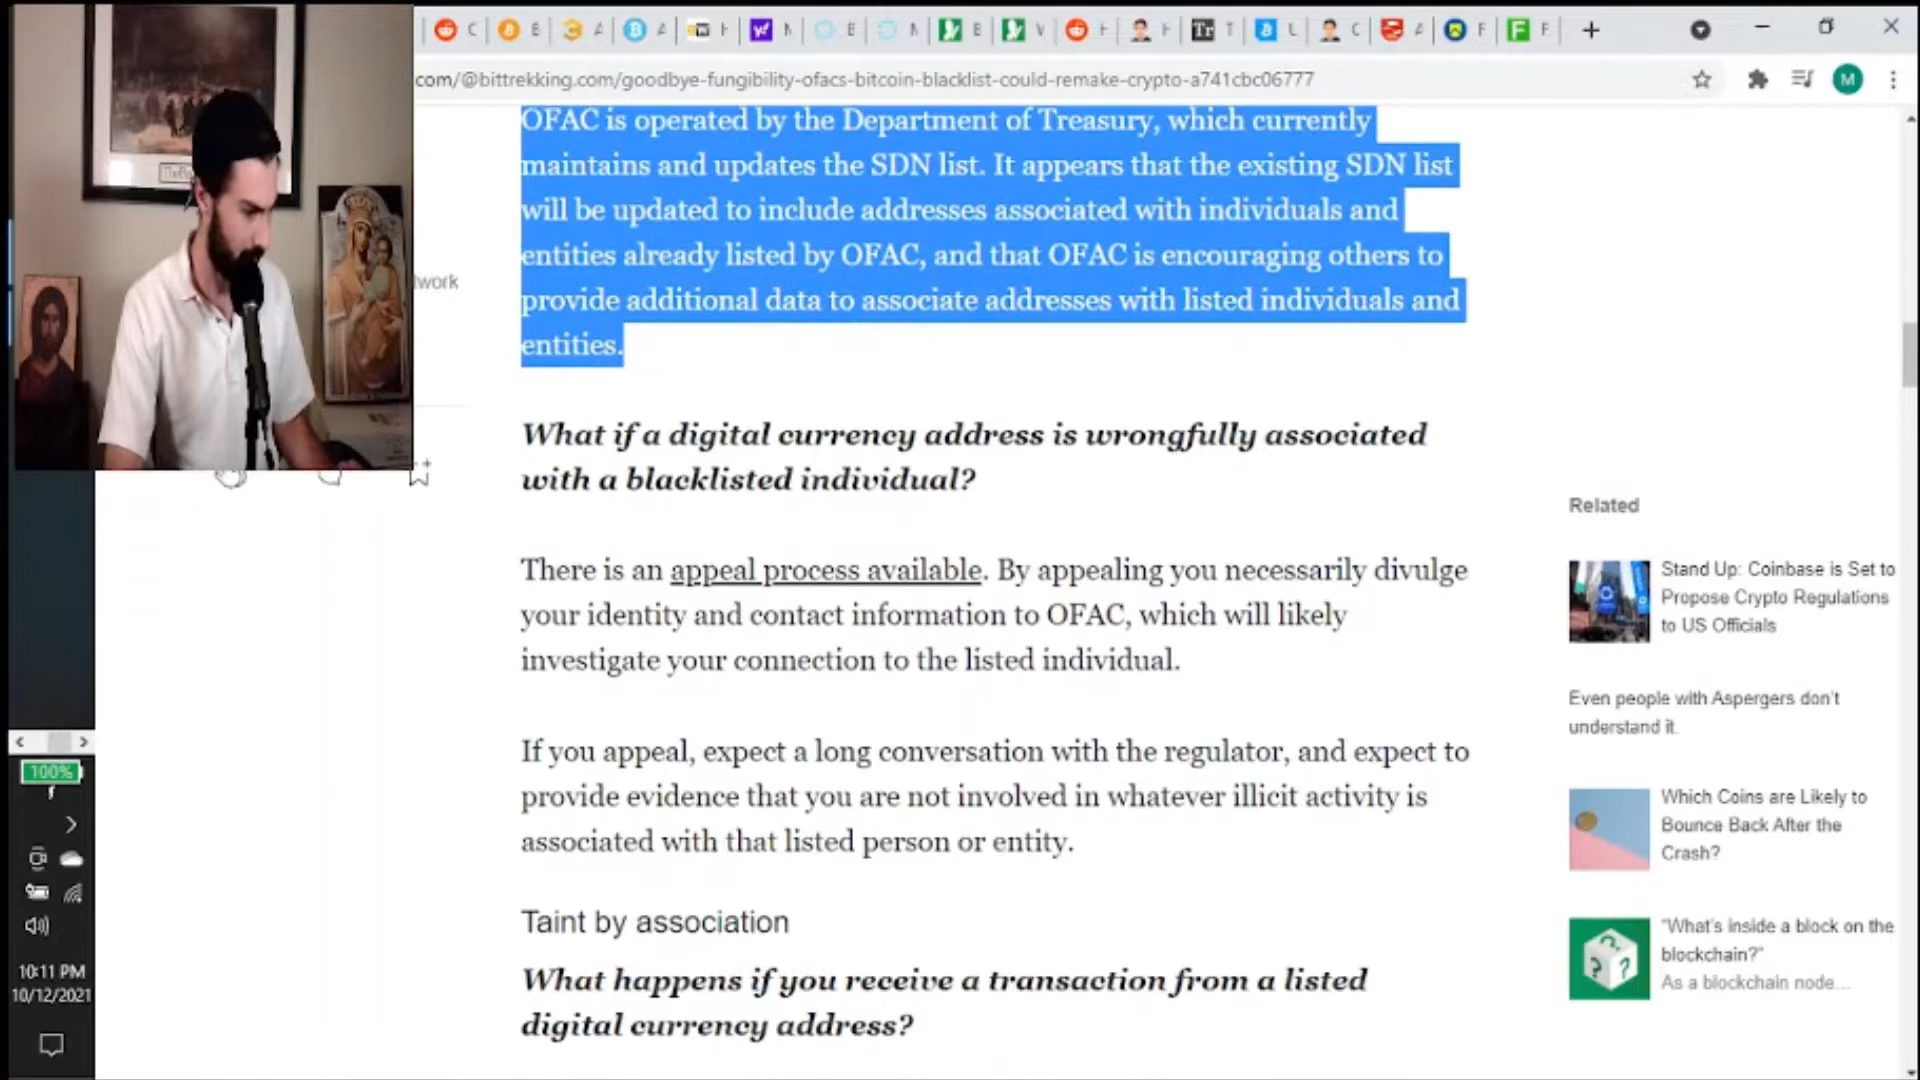 C
B
A
A
H
N
E
N
B
V
H
H
Tr T
L
C
A
F
F
com/@bittrekking.com/goodbye-fungibility-ofacs-bitcoin-blacklist-could-remake-crypto-a741cbc06777
M
OFAC is operated by the Department of Treasury, which currently
maintains and updates the SDN list. It appears that the existing SDN list
will be updated to include addresses associated with individuals and
entities already listed by OFAC, and that OFAC is encouraging others to
provide additional data to associate addresses with listed individuals and
entities.
twork
What if a digital currency address is wrongfully associated
with a blacklisted individual?
There is an appeal process available. By appealing you necessarily divulge
your identity and contact information to OFAC, which will likely
investigate your connection to the listed individual.
If you appeal, expect a long conversation with the regulator, and expect to
provide evidence that you are not involved in whatever illicit activity is
associated with that listed person or entity.
Taint by association
What happens if you receive a transaction from a listed
digital currency address?
Related
Stand Up: Coinbase is Set to
Propose Crypto Regulations
to US Officials
Even people with Aspergers don't
understand it.
Which Coins are Likely to
Bounce Back After the
Crash?
"What's inside a block on the
blockchain?"
As a blockchain node...
100%
10:11 PM
10/12/2021